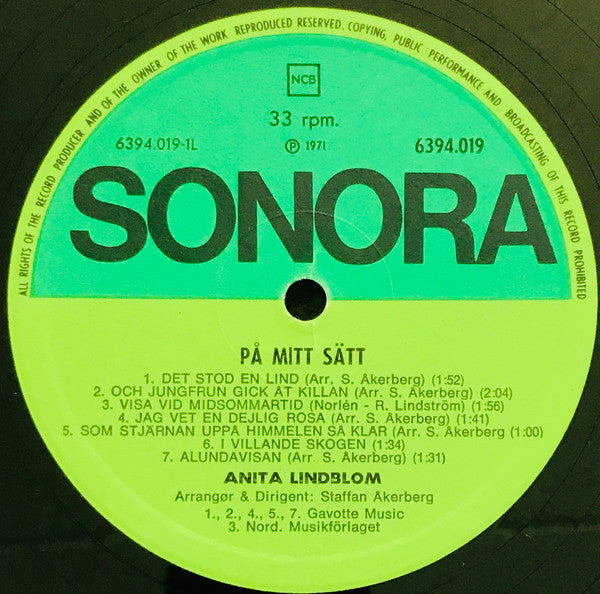 ALL RIGHTS OF THE RECORD PRODUCER AND OF THE OWNER OF THE WORK REPRODUCED RESERVED. COPYING, PUBLIC PERFORMANCE AND BROADCASTING OF THIS RECORD PROHIBITED
NCB
33 rpm.
6394.019-1L
℗ 1971
6394.019
SONORA
PÅ MITT SÄTT
1. DET STOD EN LIND (Arr. S. Åkerberg) (1:52)
2. OCH JUNGFRUN GICK ÅT KILLAN (Arr. S. Åkerberg) (2:04)
3. VISA VID MIDSOMMARTID (Norlén - R. Lindström) (1:56)
4. JAG VET EN DEJLIG ROSA (Arr. S. Åkerberg) (1:41)
5. SOM STJÄRNAN UPPÅ HIMMELEN SÅ KLAR (Arr. S. Åkerberg (1:00)
6. I VILLANDE SKOGEN (1:34)
7. ALUNDAVISAN (Arr. S. Åkerberg) (1:31)
ANITA LINDBLOM
Arrangør & Dirigent: Staffan Åkerberg
1., 2., 4., 5., 7. Gavotte Music
3. Nord. Musikförlaget